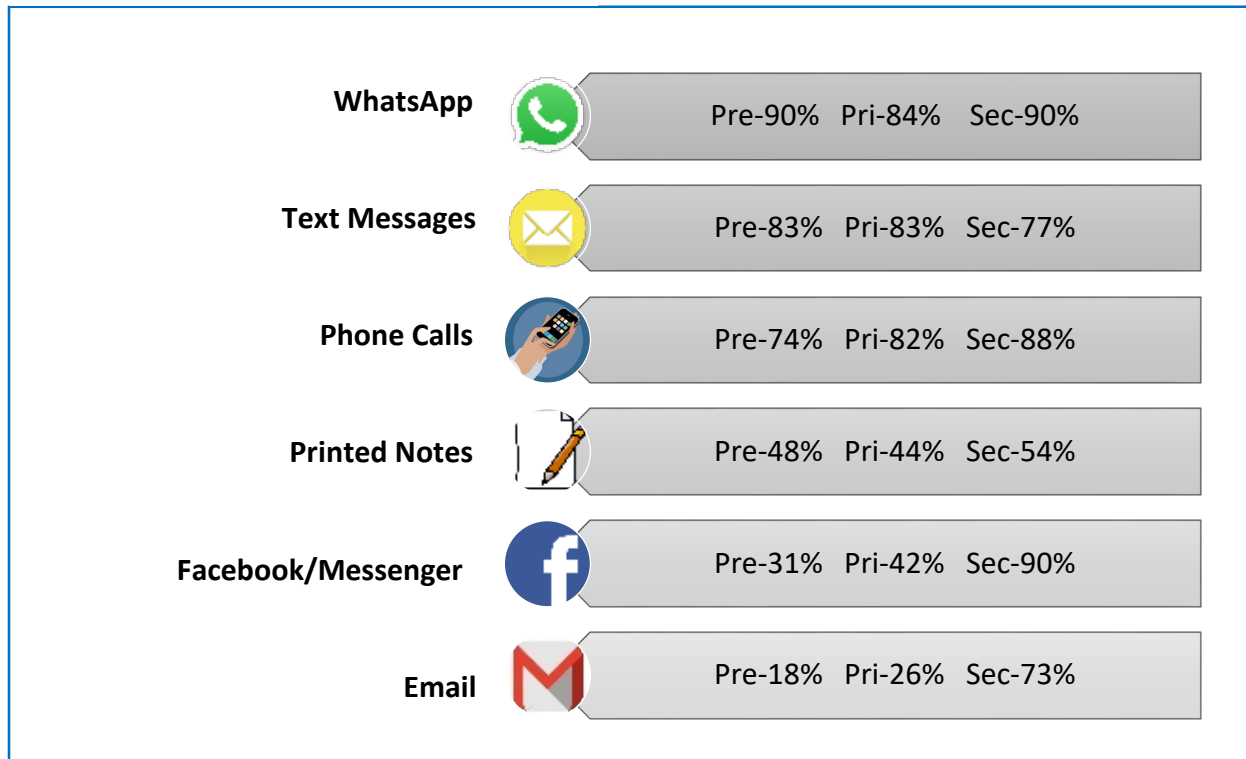 WhatsApp Pre-90% Pri-84% Sec-90%
Text Messages Pre-83% Pri-83% Sec-77%
Phone Calls Pre-74% Pri-82% Sec-88%
Printed Notes Pre-48% Pri-44% Sec-54%
Facebook/Messenger Pre-31% Pri-42% Sec-90%
Email Pre-18% Pri-26% Sec-73%